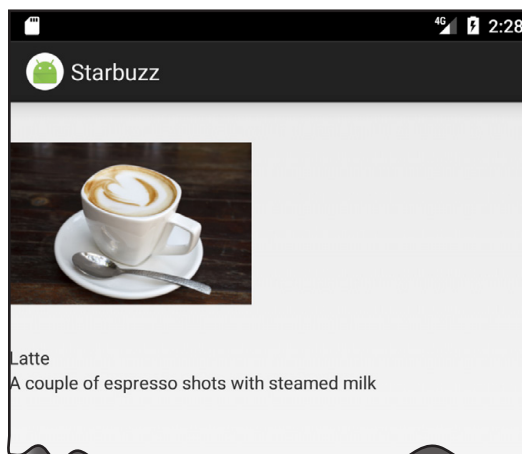 4G 2:28
Starbuzz
Latte
A couple of espresso shots with steamed milk